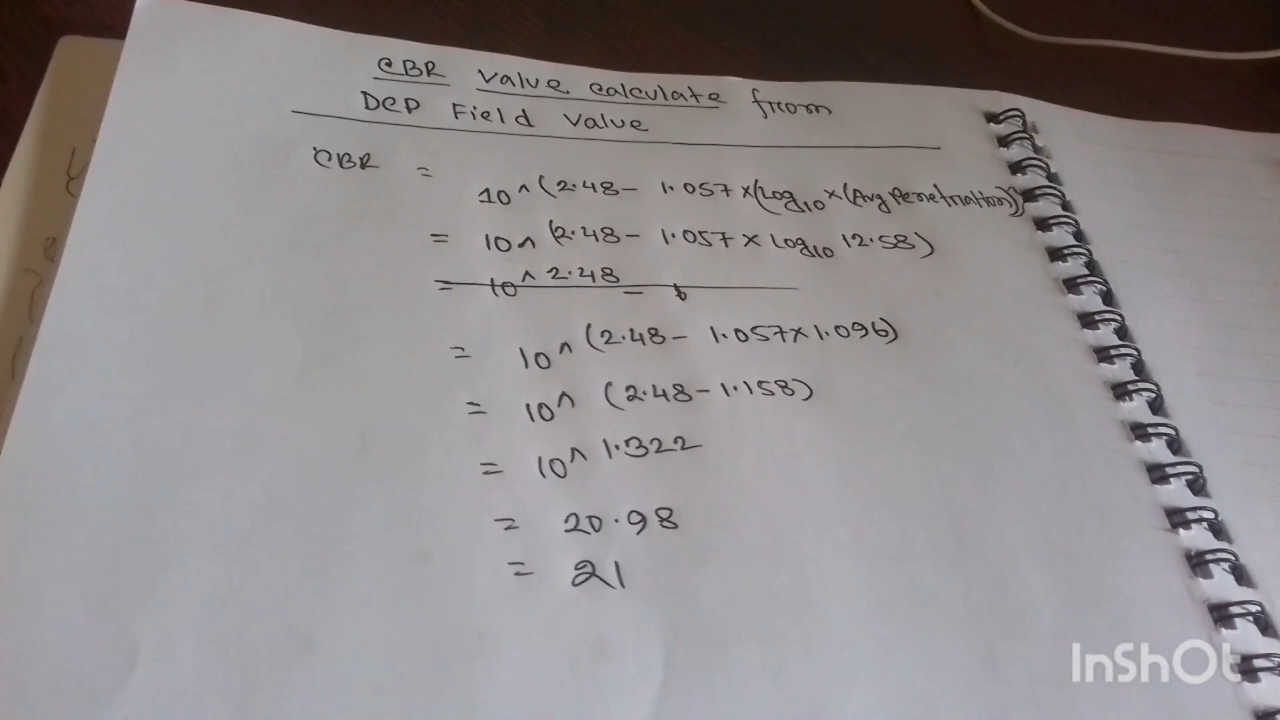 CBR value calculate from
DCP Field value
CBR =
10^(2.48- 1.057×(Log10×(Avg Penetration))
= 10^(2.48- 1.057× Log10 12.58)
= 10^2.48 -
= 10^(2.48- 1.057×1.096)
= 10^ (2.48-1.158)
= 10^1.322
= 20.98
= 21
InShOt